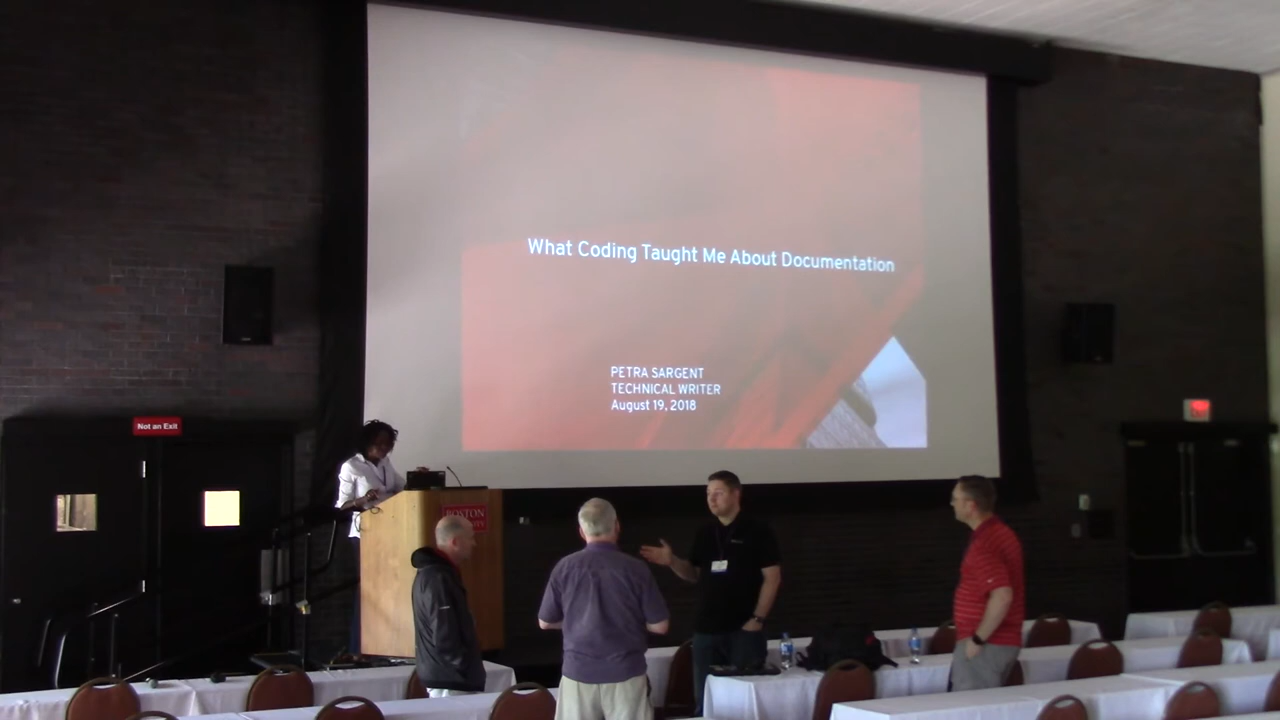 What Coding Taught Me About Documentation
PETRA SARGENT
TECHNICAL WRITER
August 19, 2018
Not an Exit
BOSTON